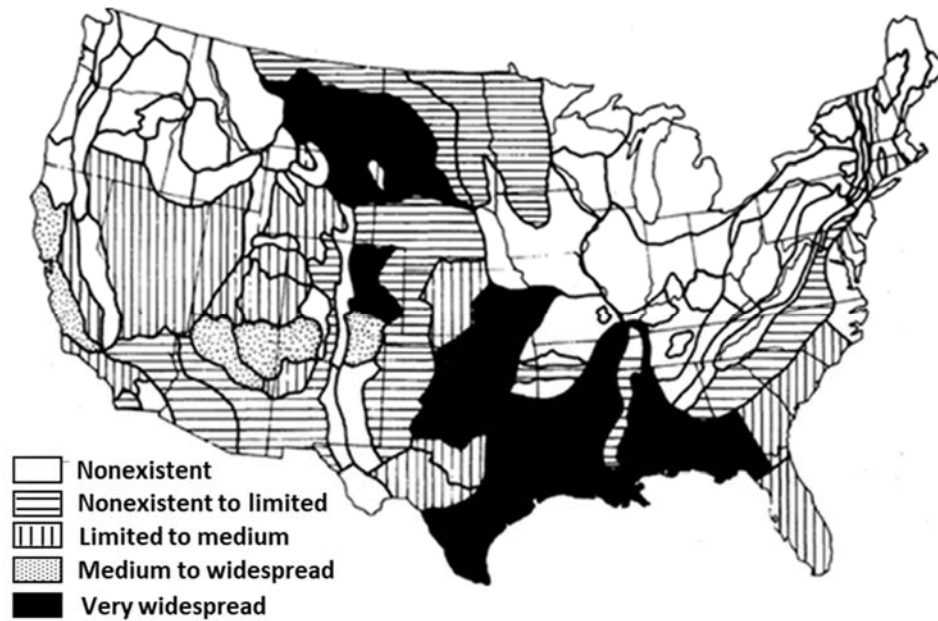 Nonexistent
Nonexistent to limited
Limited to medium
Medium to widespread
Very widespread